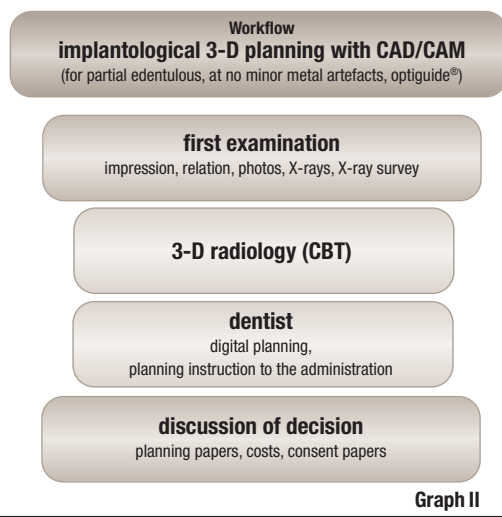 Workflow
implantological 3-D planning with CAD/CAM
(for partial edentulous, at no minor metal artefacts, optiguide®)
first examination
impression, relation, photos, X-rays, X-ray survey
3-D radiology (CBT)
dentist
digital planning,
planning instruction to the administration
discussion of decision
planning papers, costs, consent papers
Graph II